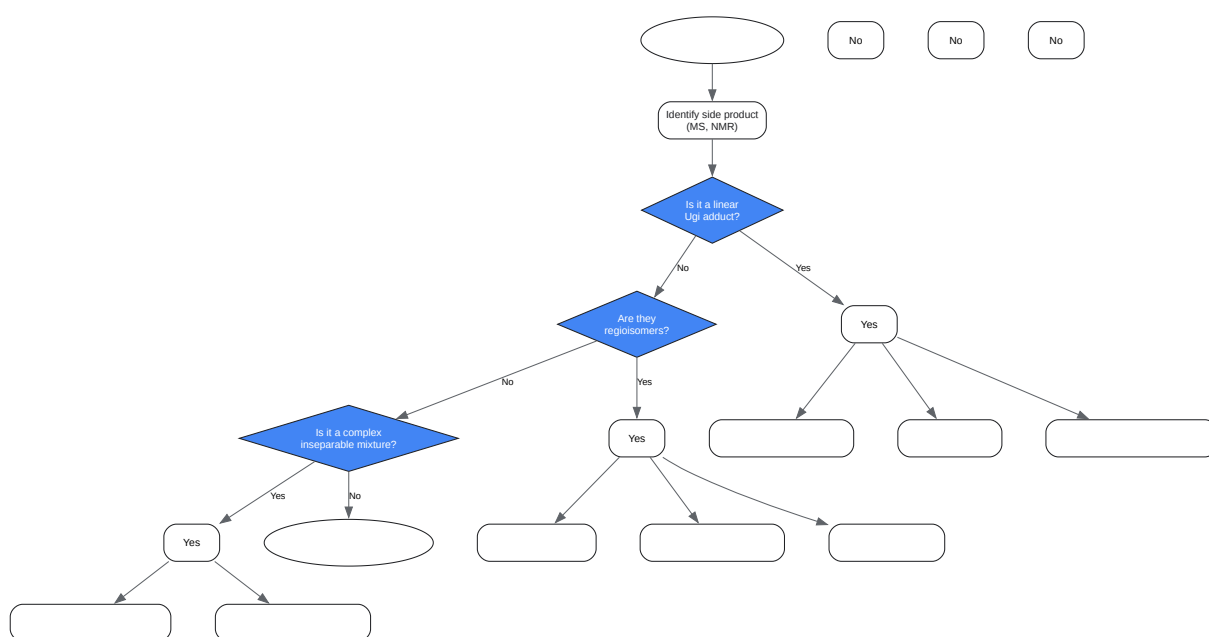 No
No
No
Identify side product
(MS, NMR)
Is it a linear
Ugi adduct?
No
Yes
Are they
regioisomers?
Yes
No
Yes
Is it a complex
inseparable mixture?
Yes
Yes
No
Yes